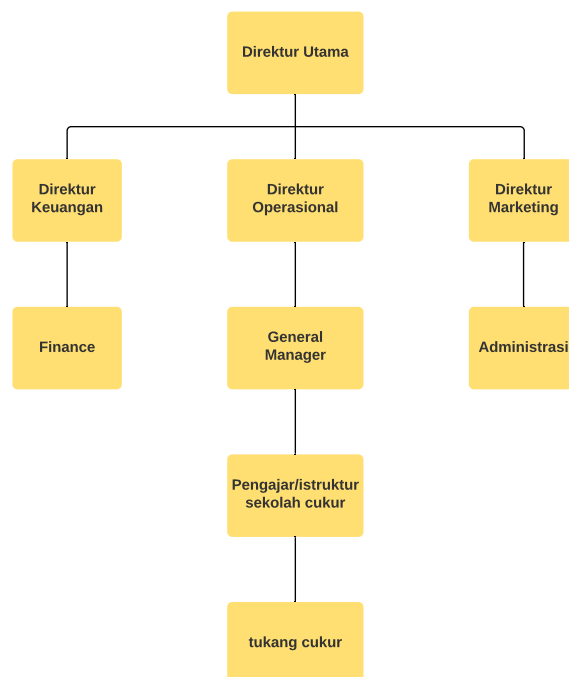 Direktur Utama
Direktur
Keuangan
Direktur
Operasional
Direktur
Marketing
Finance
General
Manager
Administrasi
Pengajar/istruktur
sekolah cukur
tukang cukur